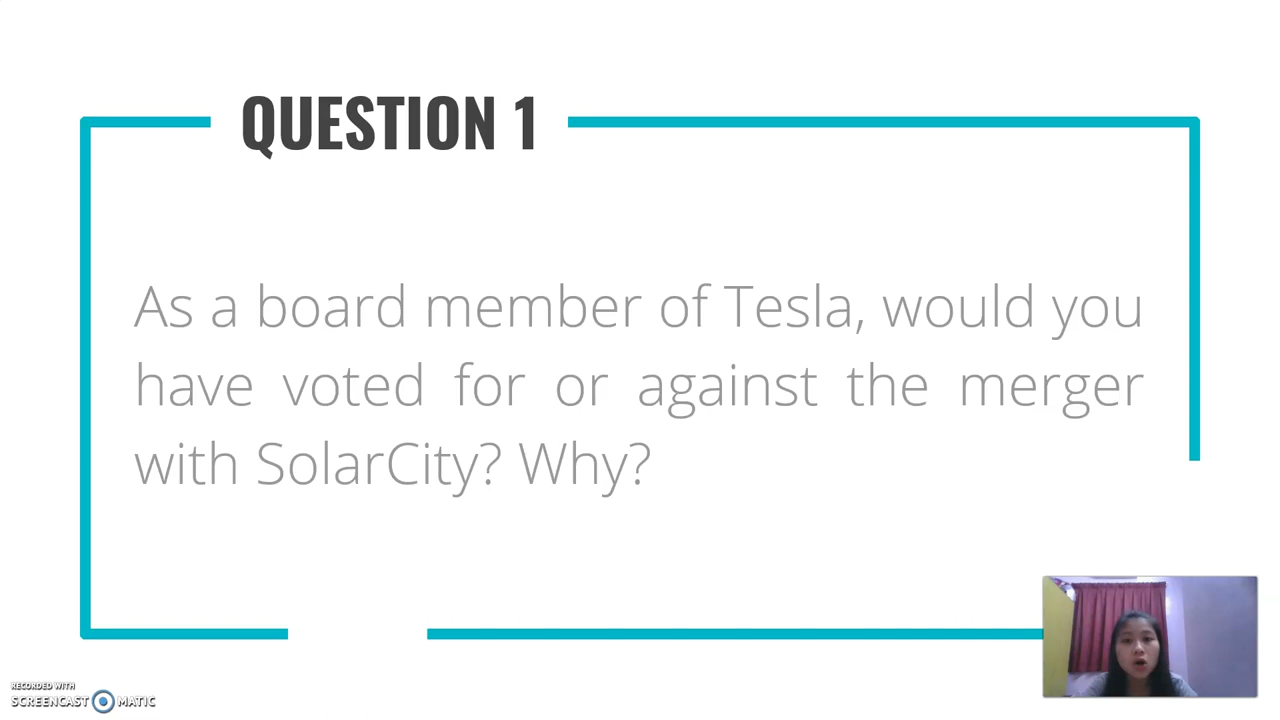 QUESTION 1
As a board member of Tesla, would you
have voted for or against the merger
with SolarCity? Why?
RECORDED WITH
SCREENCAST MATIC